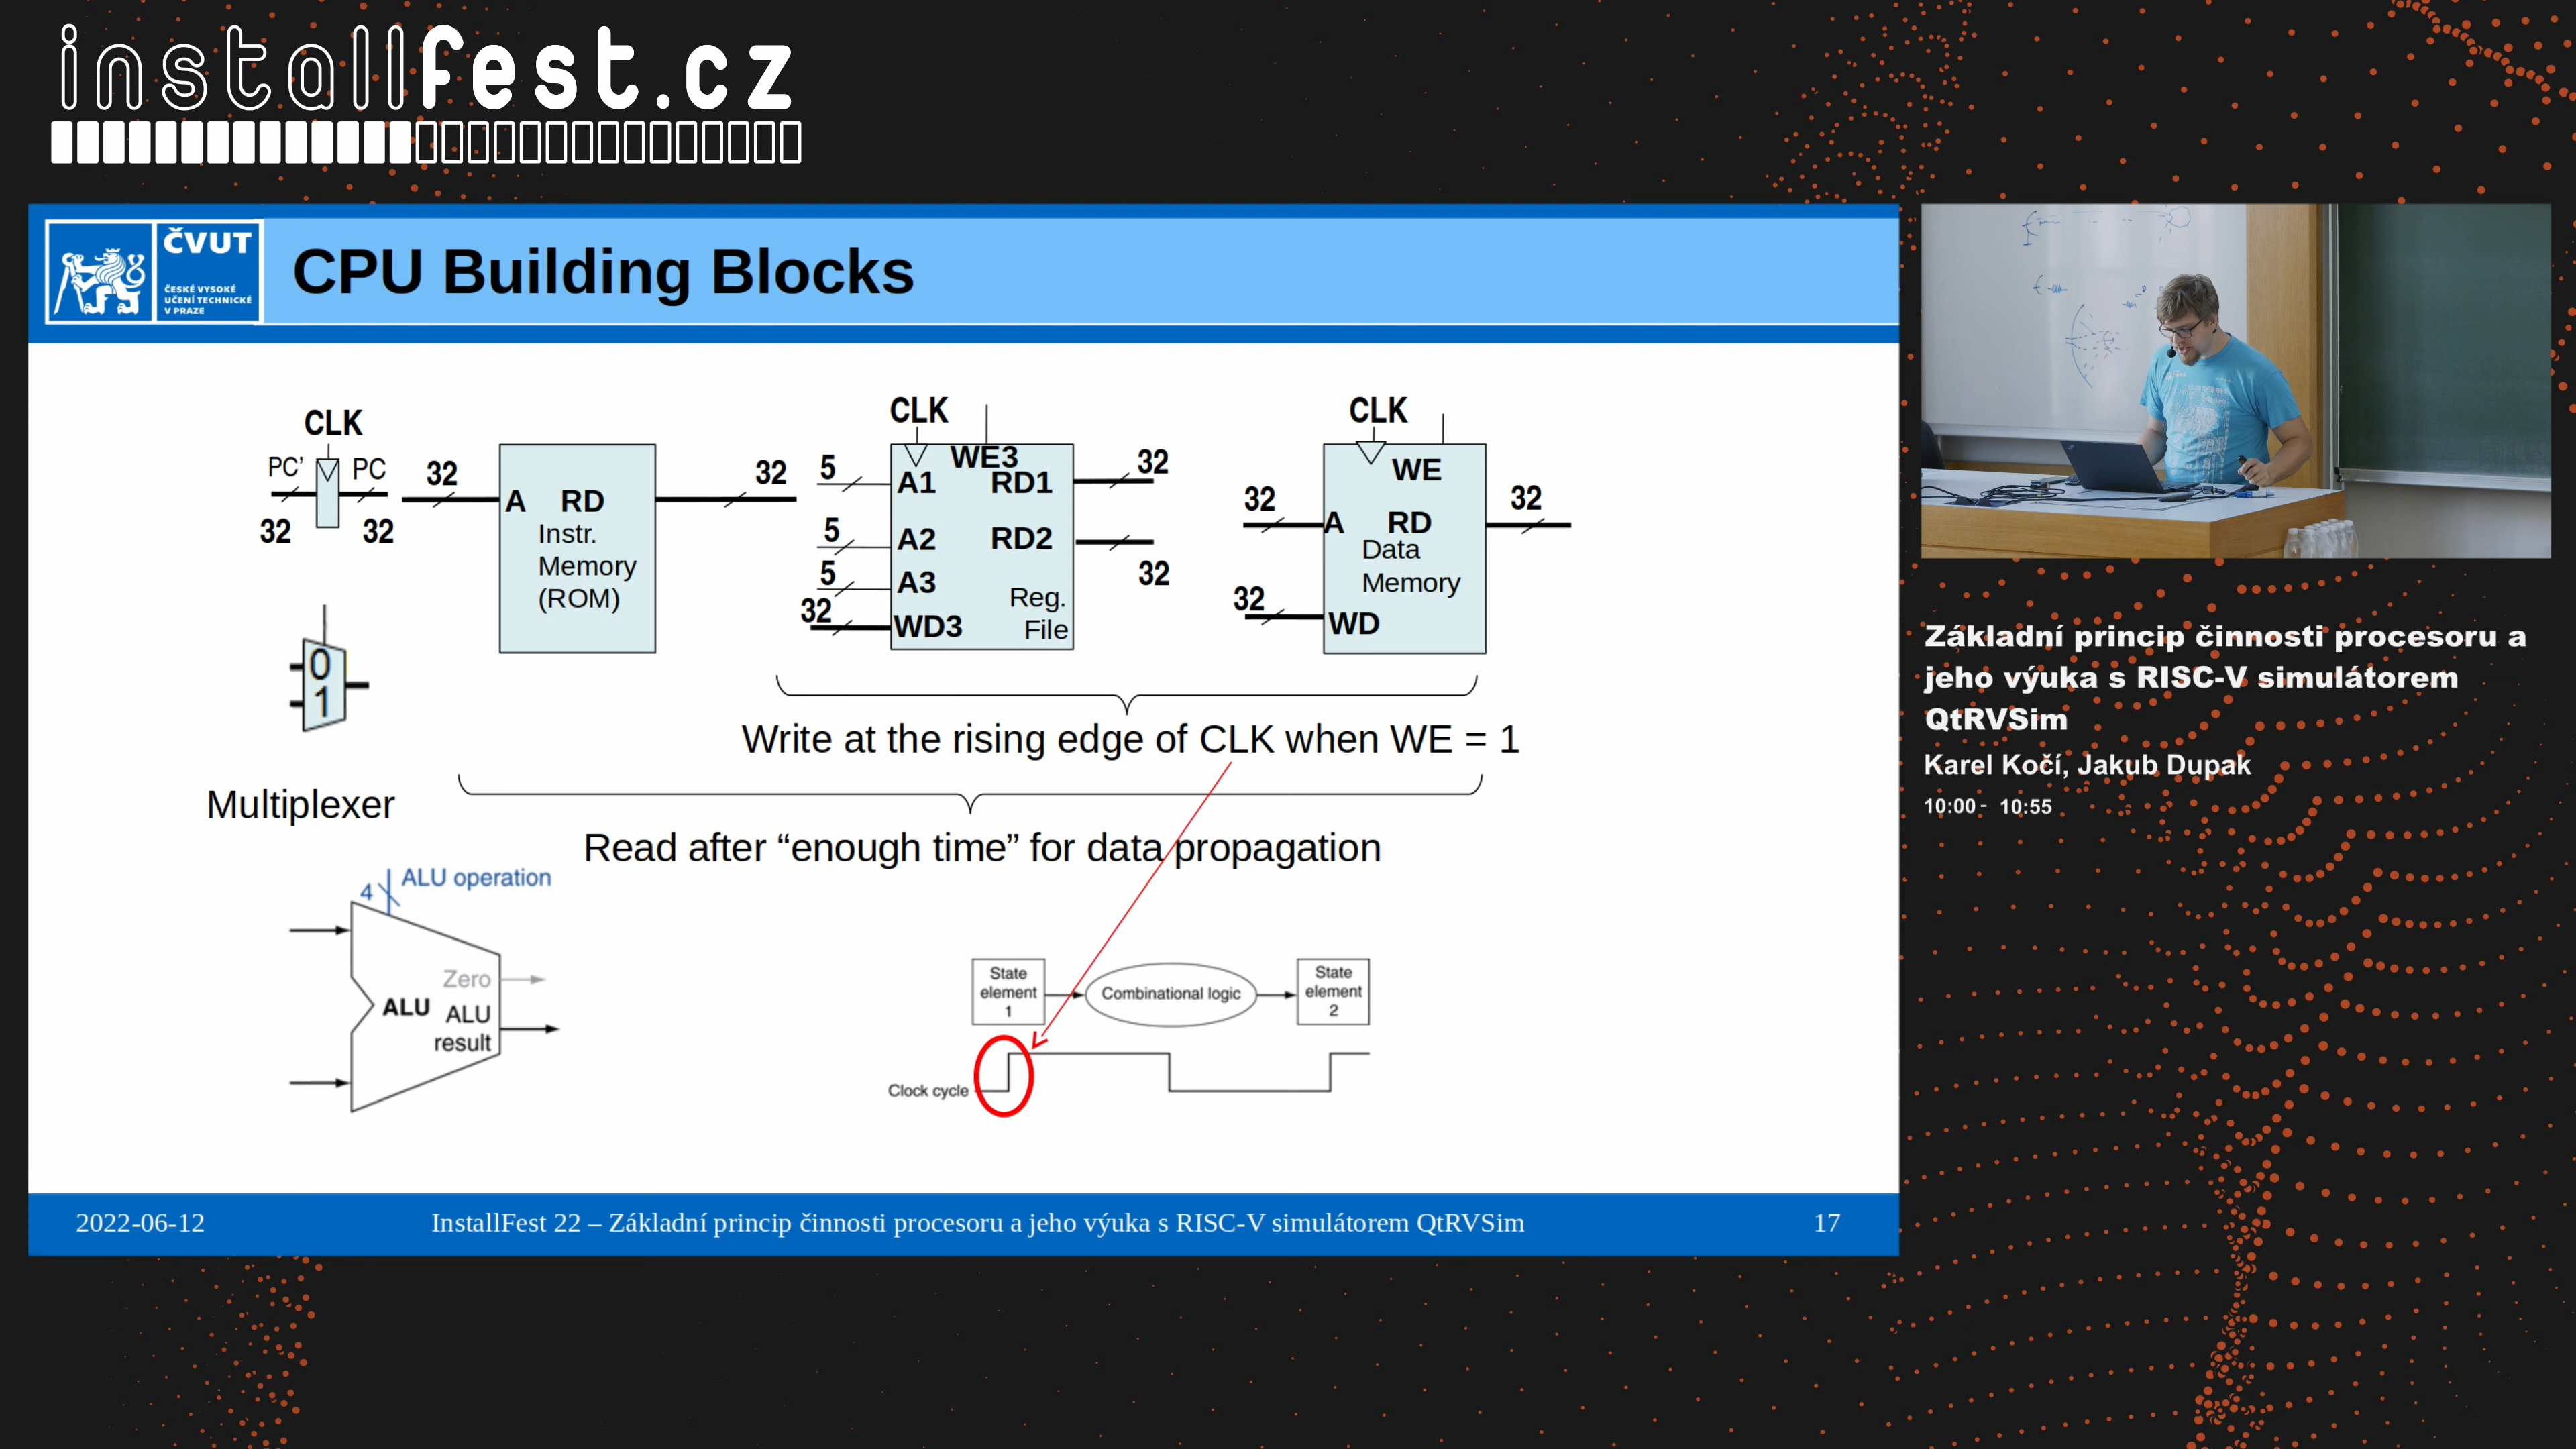 installfest.cz
ČVUT
ČESKÉ VYSOKÉ
UČENÍ TECHNICKÉ
V PRAZE
CPU Building Blocks
CLK
PC'
PC
32
32
32
A RD
Instr.
Memory
(ROM)
32
CLK
WE3
5
A1
RD1
32
5
A2
RD2
32
5
A3
32
WD3
Reg.
File
CLK
WE
32
A RD
32
Data
Memory
32
WD
0
1
Multiplexer
Write at the rising edge of CLK when WE = 1
Read after “enough time” for data propagation
4
ALU operation
Zero
ALU
ALU
result
State
element
1
Combinational logic
State
element
2
Clock cycle
2022-06-12
InstallFest 22 – Základní princip činnosti procesoru a jeho výuka s RISC-V simulátorem QtRVSim
17
Základní princip činnosti procesoru a
jeho výuka s RISC-V simulátorem
QtRVSim
Karel Kočí, Jakub Dupak
10:00 - 10:55